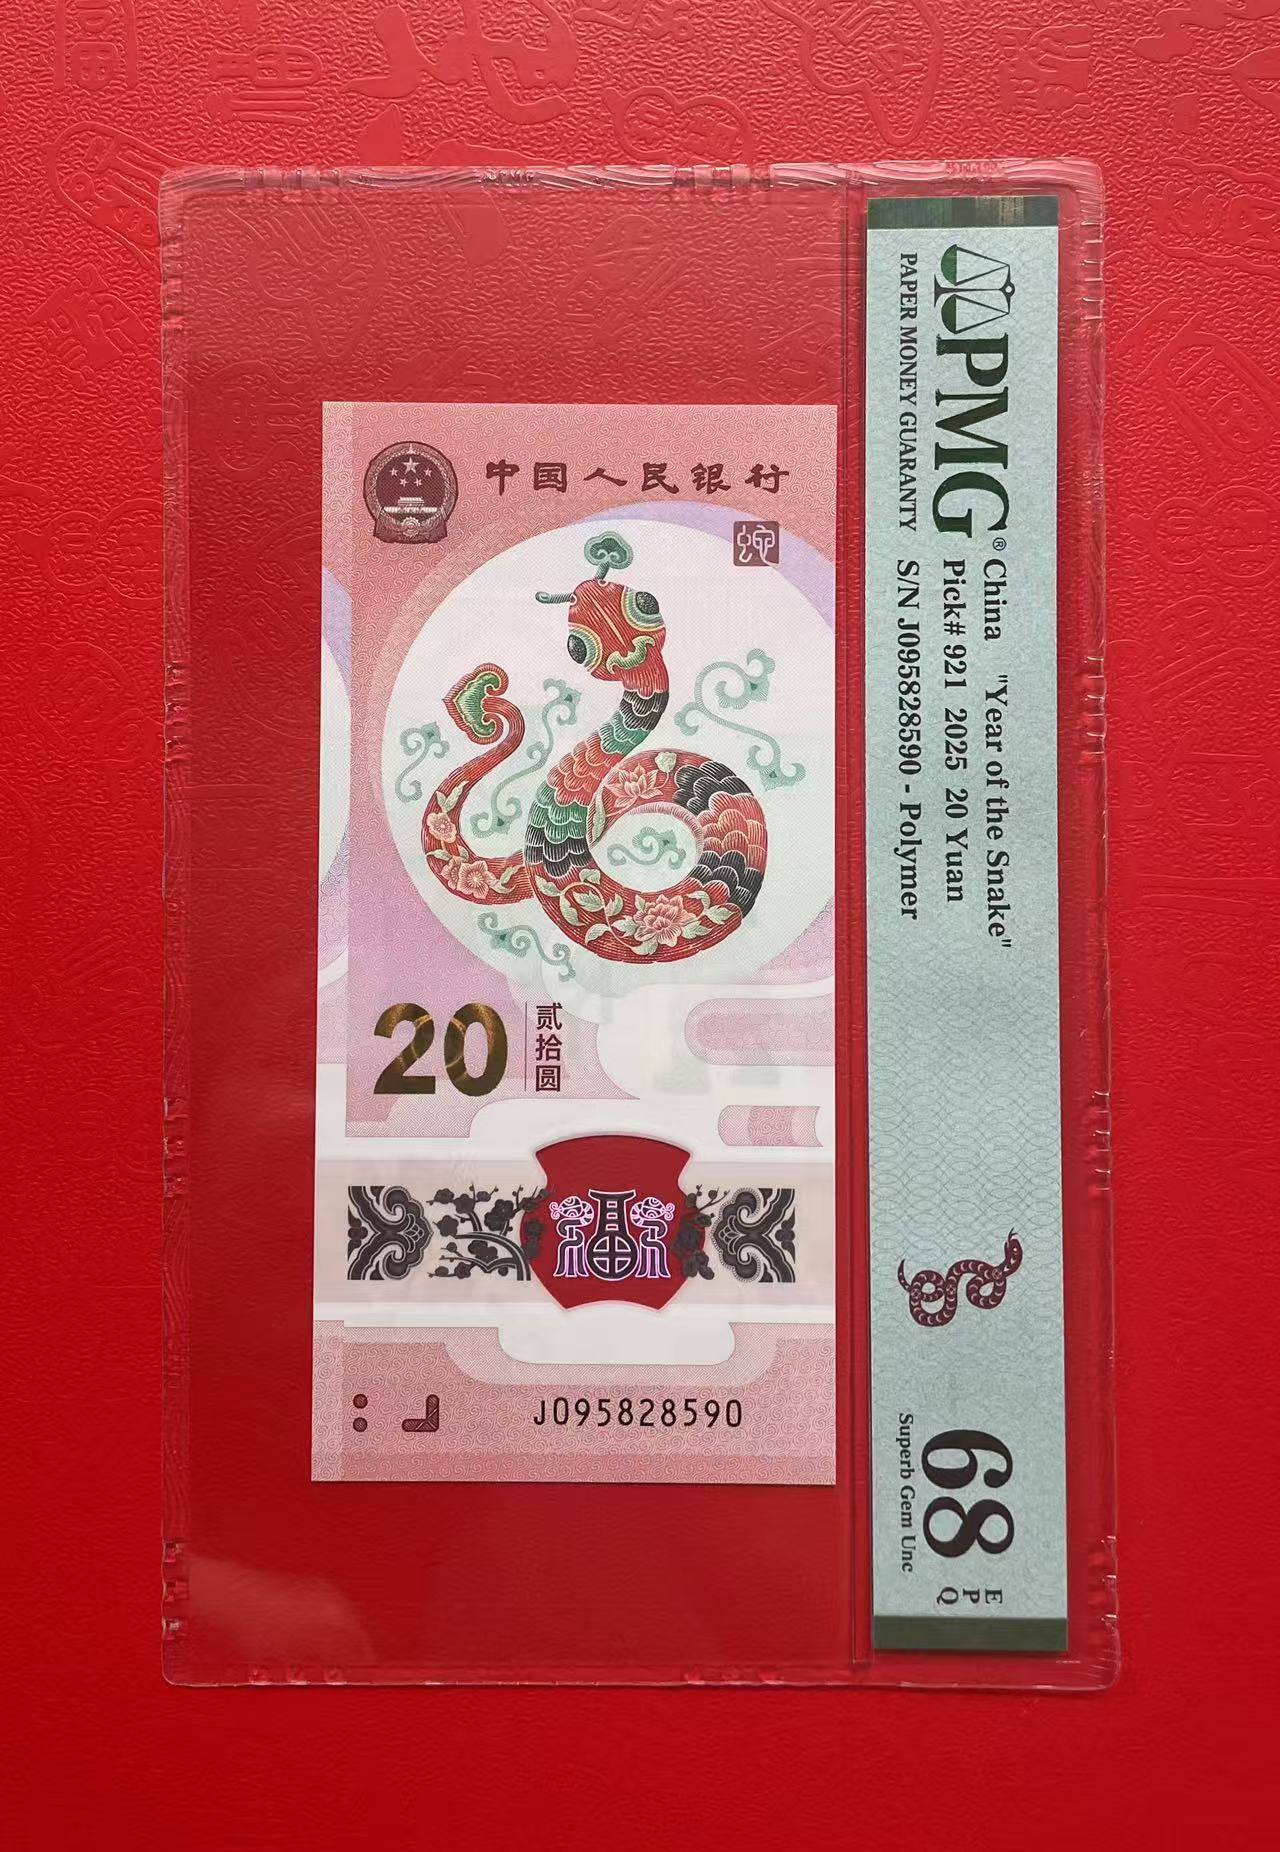 中国人民银行
蛇
20
贰拾圆
福
J095828590
PMG®
PAPER MONEY GUARANTY
China "Year of the Snake"
Pick# 921 2025 20 Yuan
S/N J095828590 - Polymer
68
EPQ
Superb Gem Unc